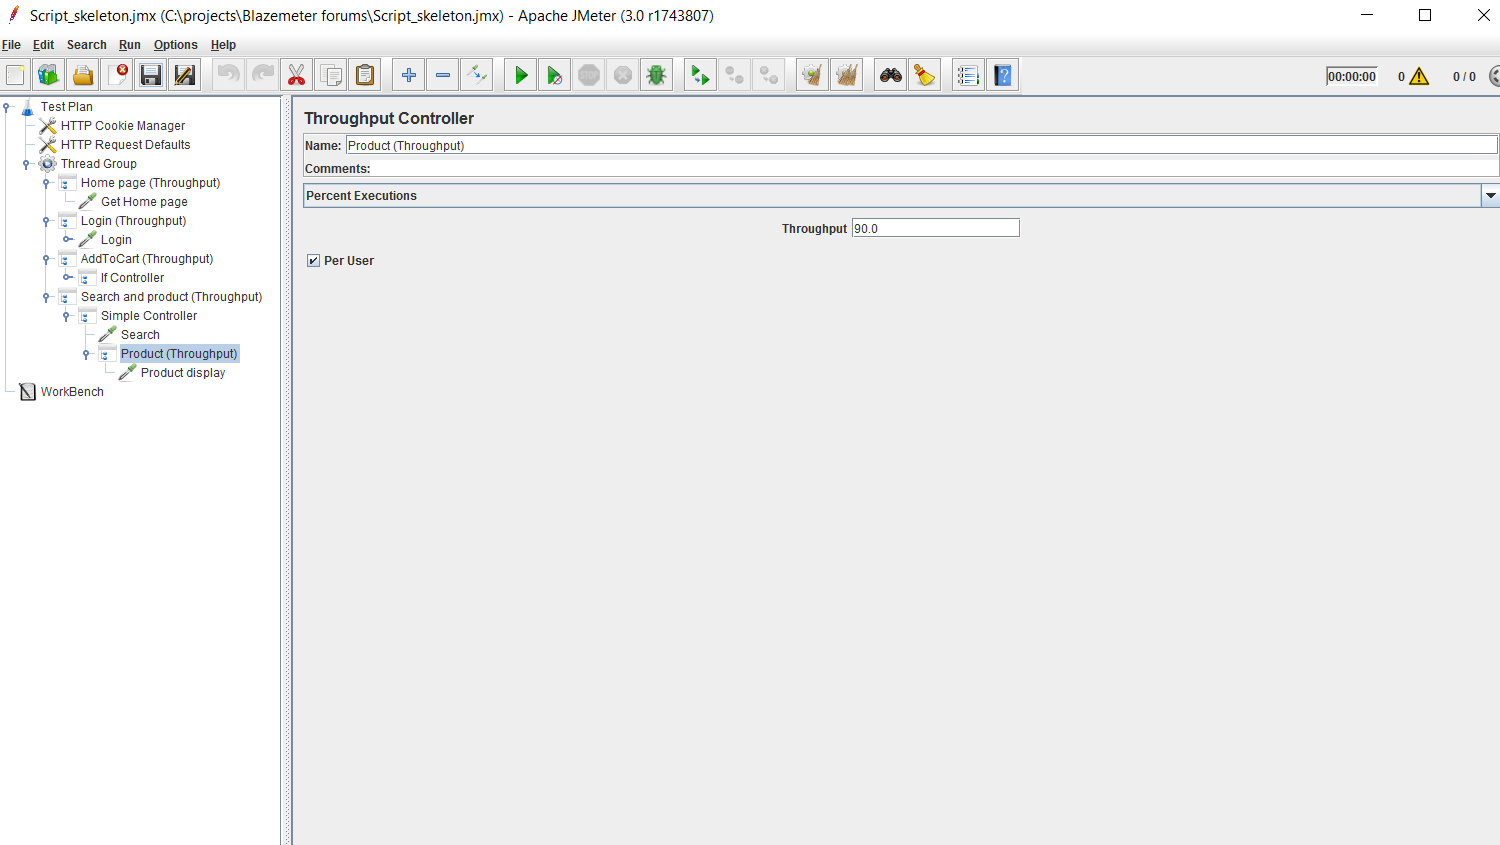 Script_skeleton.jmx (C:\projects\Blazemeter forums\Script_skeleton.jmx) - Apache JMeter (3.0 r1743807)
File Edit Search Run Options Help
STOP
00:00:00 0 0 / 0
Test Plan
HTTP Cookie Manager
HTTP Request Defaults
Thread Group
Home page (Throughput)
Get Home page
Login (Throughput)
Login
AddToCart (Throughput)
If Controller
Search and product (Throughput)
Simple Controller
Search
Product (Throughput)
Product display
WorkBench
Throughput Controller
Name: Product (Throughput)
Comments:
Percent Executions
Throughput 90.0
Per User